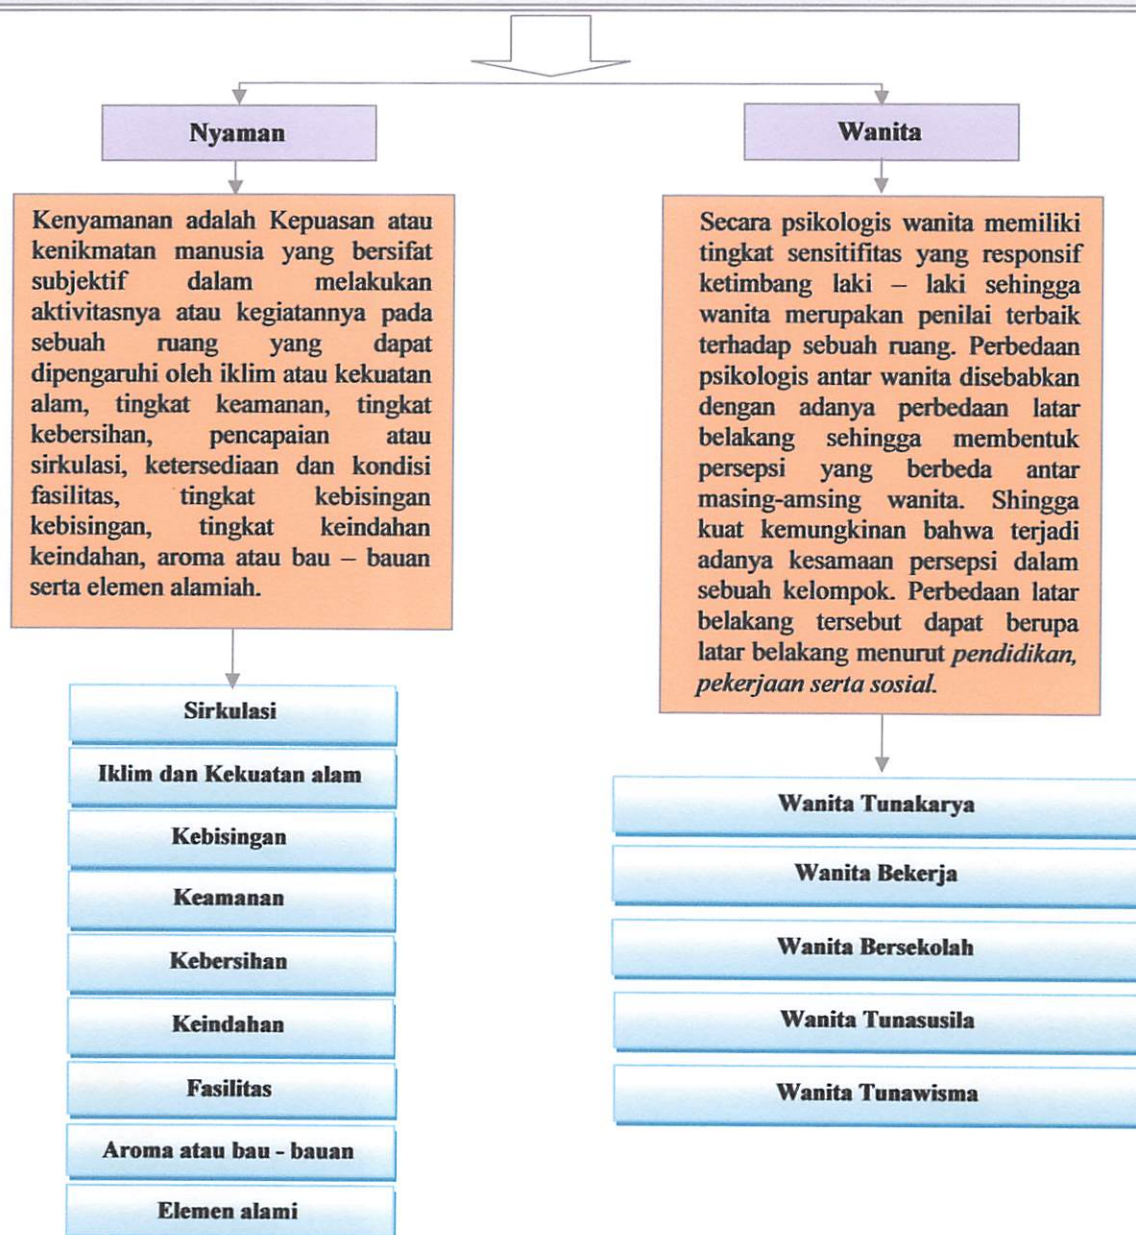 Nyaman
Kenyamanan adalah Kepuasan atau
kenikmatan manusia yang bersifat
subjektif dalam melakukan
aktivitasnya atau kegiatannya pada
sebuah ruang yang dapat
dipengaruhi oleh iklim atau kekuatan
alam, tingkat keamanan, tingkat
kebersihan, pencapaian atau
sirkulasi, ketersediaan dan kondisi
fasilitas, tingkat kebisingan
kebisingan, tingkat keindahan
keindahan, aroma atau bau – bauan
serta elemen alamiah.
Sirkulasi
Iklim dan Kekuatan alam
Kebisingan
Keamanan
Kebersihan
Keindahan
Fasilitas
Aroma atau bau - bauan
Elemen alami
Wanita
Secara psikologis wanita memiliki
tingkat sensitifitas yang responsif
ketimbang laki – laki sehingga
wanita merupakan penilai terbaik
terhadap sebuah ruang. Perbedaan
psikologis antar wanita disebabkan
dengan adanya perbedaan latar
belakang sehingga membentuk
persepsi yang berbeda antar
masing-amsing wanita. Shingga
kuat kemungkinan bahwa terjadi
adanya kesamaan persepsi dalam
sebuah kelompok. Perbedaan latar
belakang tersebut dapat berupa
latar belakang menurut pendidikan,
pekerjaan serta sosial.
Wanita Tunakarya
Wanita Bekerja
Wanita Bersekolah
Wanita Tunasusila
Wanita Tunawisma